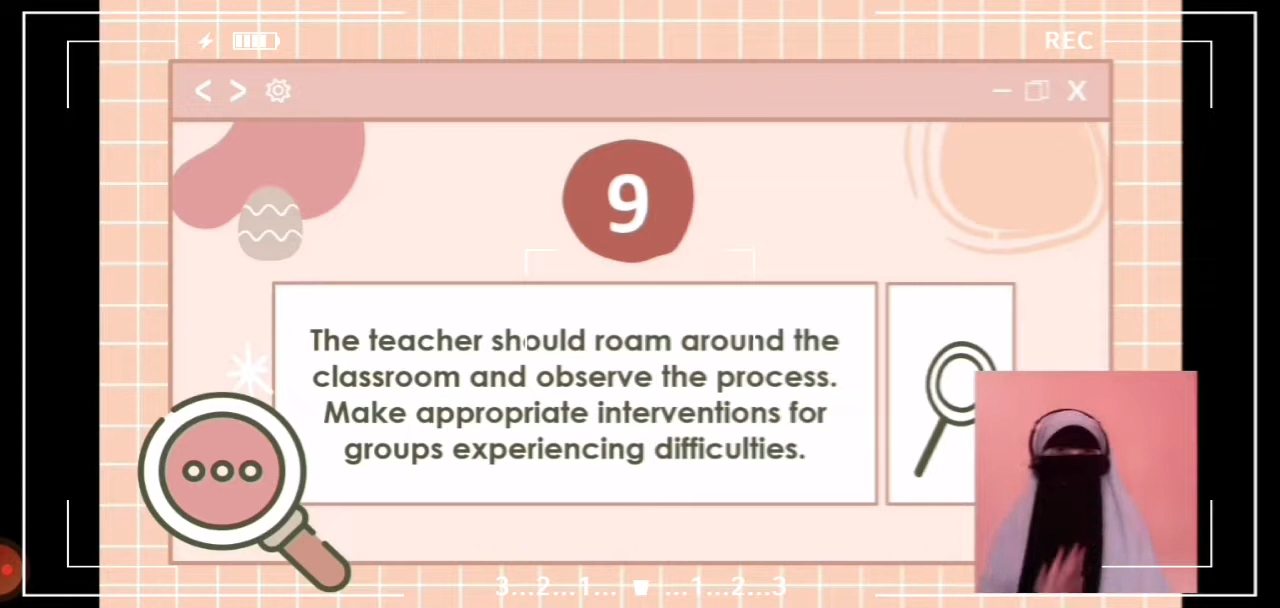 REC
< >
X
9
The teacher should roam around the
classroom and observe the process.
Make appropriate interventions for
groups experiencing difficulties.
3...2...1... ...1...2...3